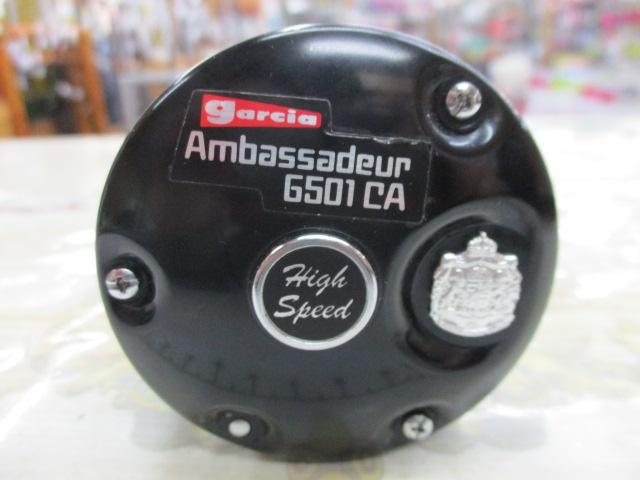 garcia
Ambassadeur
6501 CA
High
Speed